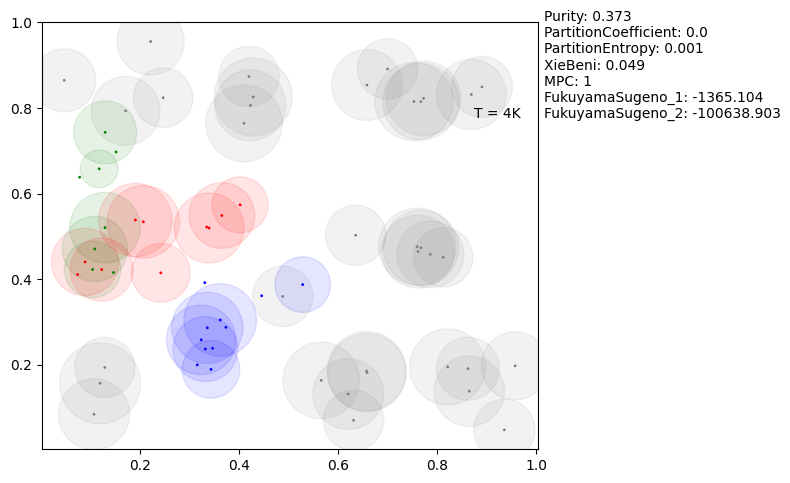 Purity: 0.373
PartitionCoefficient: 0.0
PartitionEntropy: 0.001
XieBeni: 0.049
MPC: 1
FukuyamaSugeno_1: -1365.104
FukuyamaSugeno_2: -100638.903
T = 4K
1.0
0.8
0.6
0.4
0.2
0.2 0.4 0.6 0.8 1.0